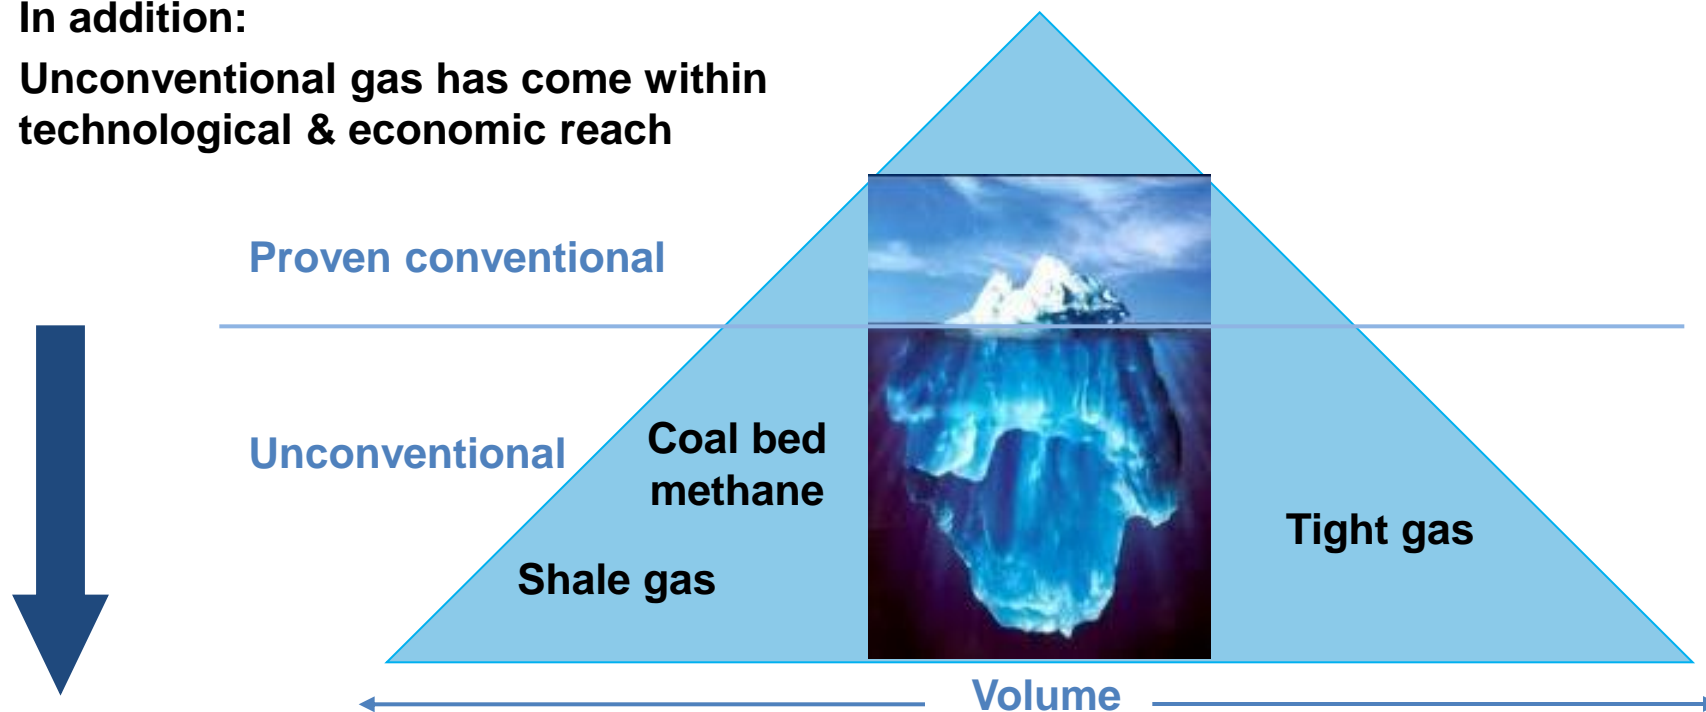 In addition:
Unconventional gas has come within
technological & economic reach
Proven conventional
Unconventional
Coal bed
methane
Tight gas
Shale gas
Volume